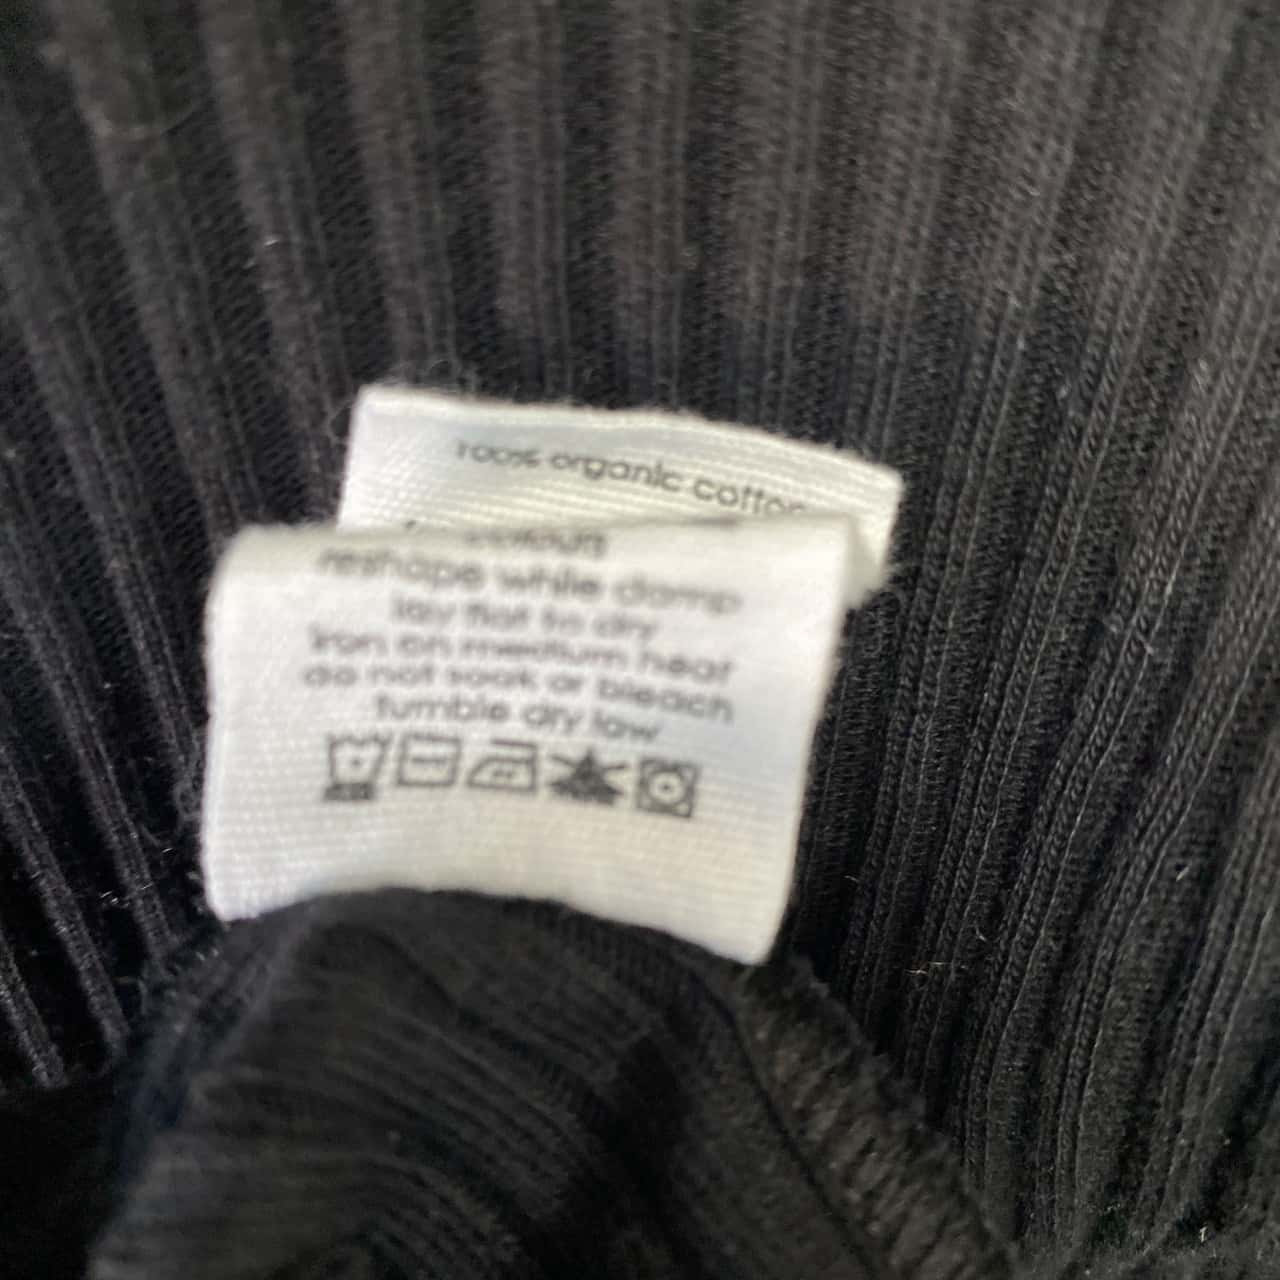 100% organic cotton
reshape while damp
lay flat to dry
iron on medium heat
do not soak or bleach
tumble dry low